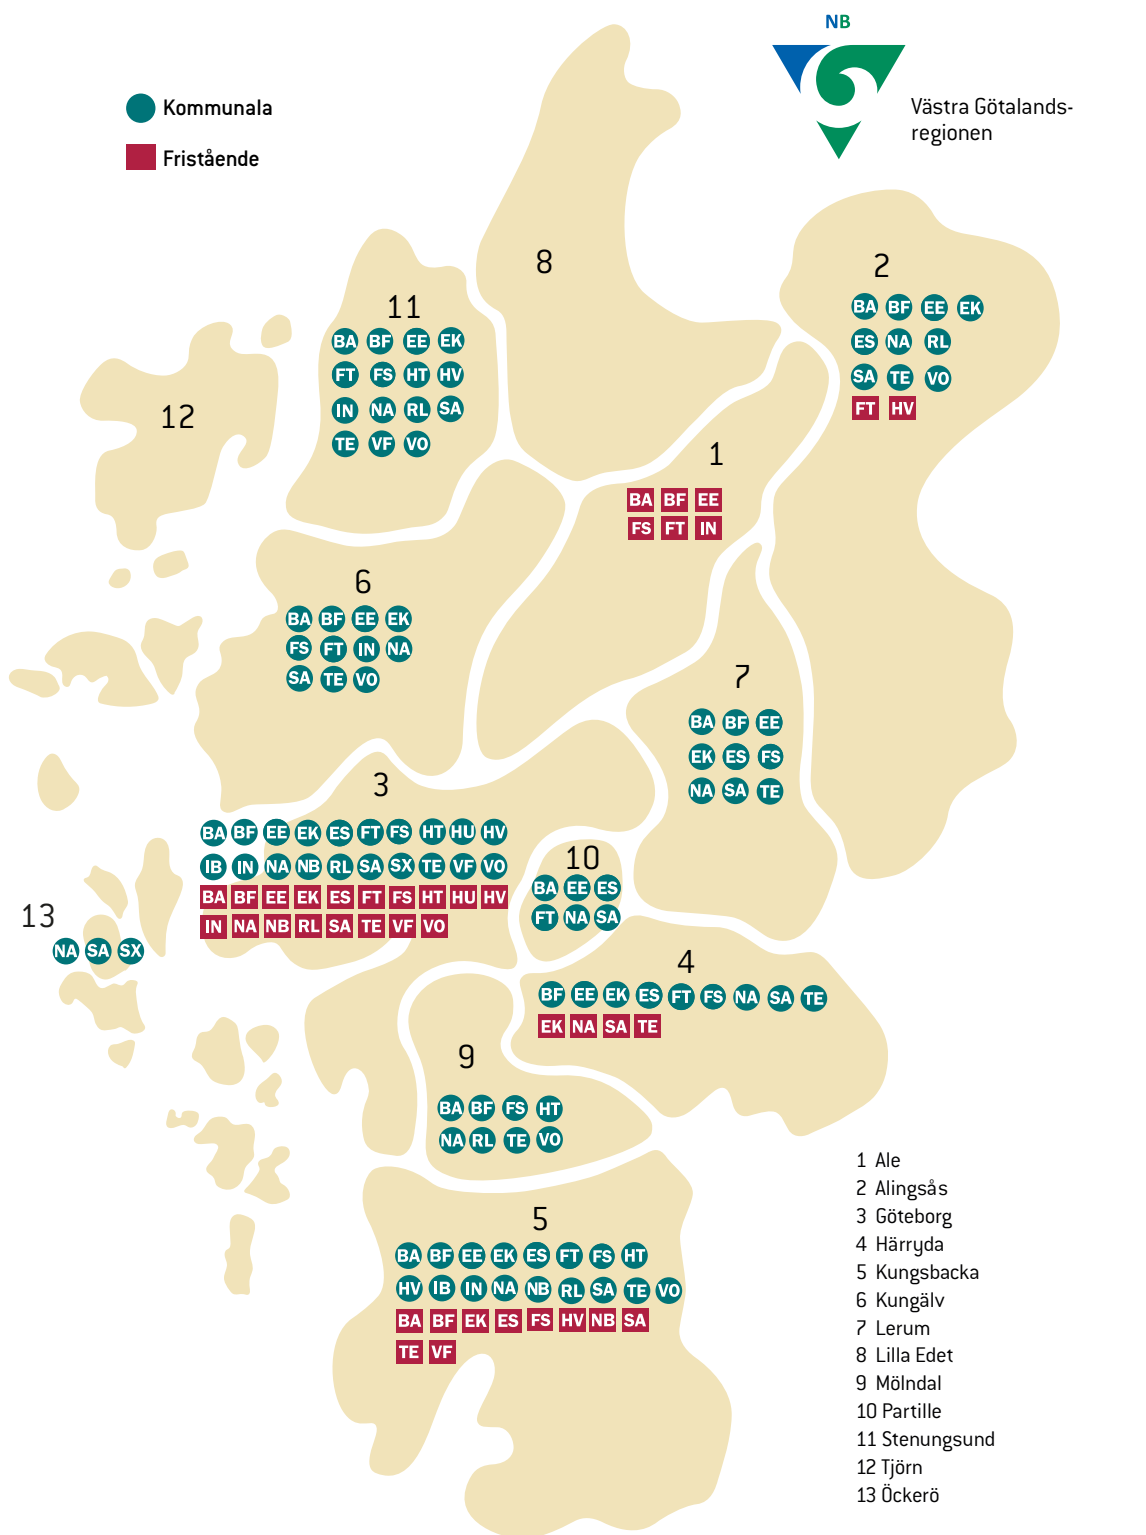 NB
Västra Götalands-
regionen
Kommunala
Fristående
8
2
BA BF EE EK
ES NA RL
SA TE VO
FT HV
11
BA BF EE EK
FT FS HT HV
IN NA RL SA
TE VF VO
12
1
BA BF EE
FS FT IN
6
BA BF EE EK
FS FT IN NA
SA TE VO
7
BA BF EE
EK ES FS
NA SA TE
3
BA BF EE EK ES FT FS HT HU HV
IB IN NA NB RL SA SX TE VF VO
BA BF EE EK ES FT FS HT HU HV
IN NA NB RL SA TE VF VO
10
BA EE ES
FT NA SA
13
NA SA SX
4
BF EE EK ES FT FS NA SA TE
EK NA SA TE
9
BA BF FS HT
NA RL TE VO
5
BA BF EE EK ES FT FS HT
HV IB IN NA NB RL SA TE VO
BA BF EK ES FS HV NB SA
TE VF
1 Ale
2 Alingsås
3 Göteborg
4 Härryda
5 Kungsbacka
6 Kungälv
7 Lerum
8 Lilla Edet
9 Mölndal
10 Partille
11 Stenungsund
12 Tjörn
13 Öckerö